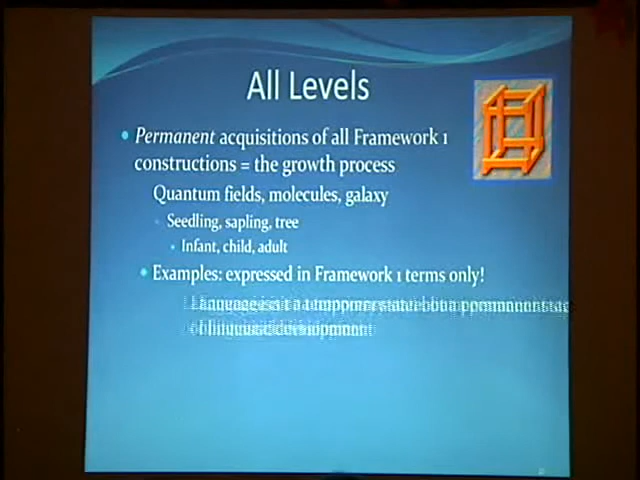 All Levels
• Permanent acquisitions of all Framework 1
constructions = the growth process
Quantum fields, molecules, galaxy
Seedling, sapling, tree
• Infant, child, adult
• Examples: expressed in Framework 1 terms only!